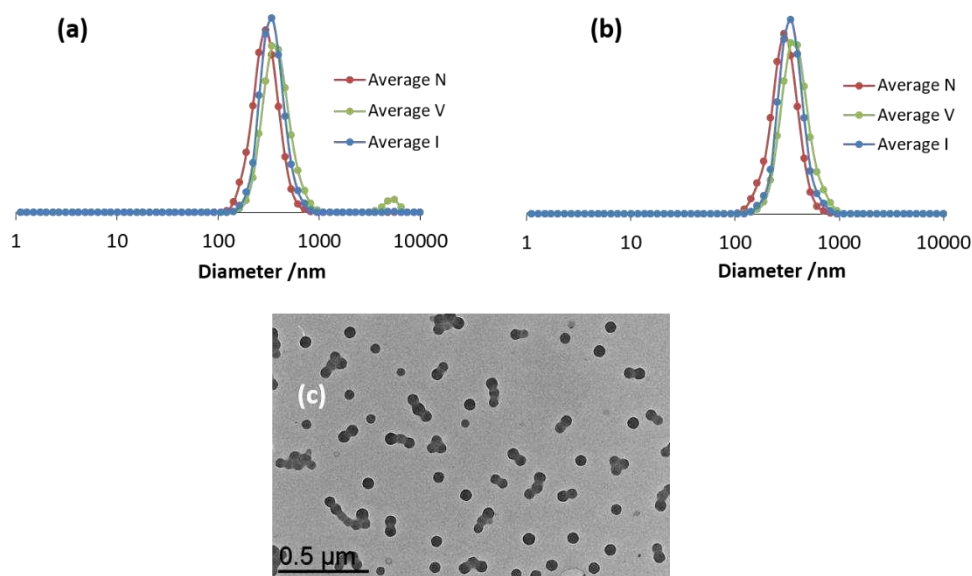 (a)
Average N
Average V
Average I
1 10 100 1000 10000
Diameter /nm
(b)
Average N
Average V
Average I
1 10 100 1000 10000
Diameter /nm
(c)
0.5 µm